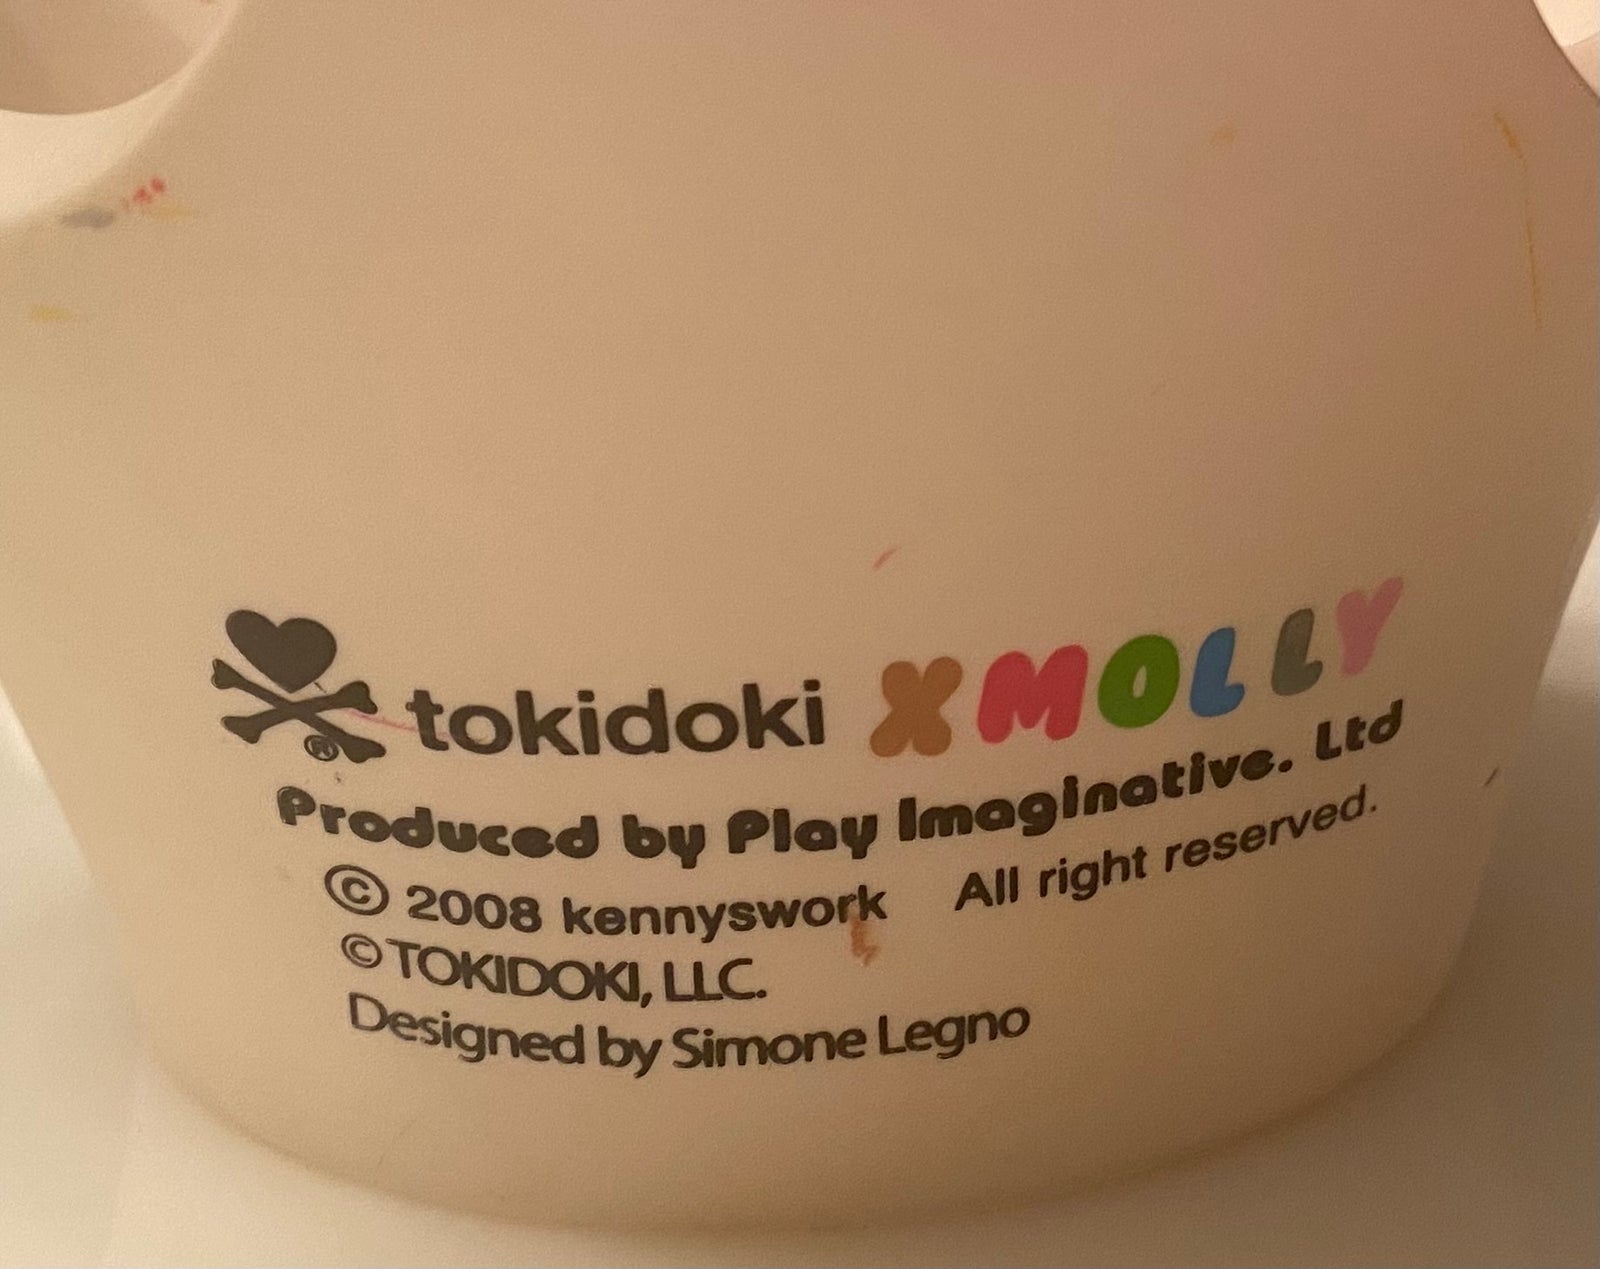 ® tokidoki XMOLLY
Produced by Play Imaginative. Ltd
© 2008 kennyswork All right reserved.
© TOKIDOKI, LLC.
Designed by Simone Legno